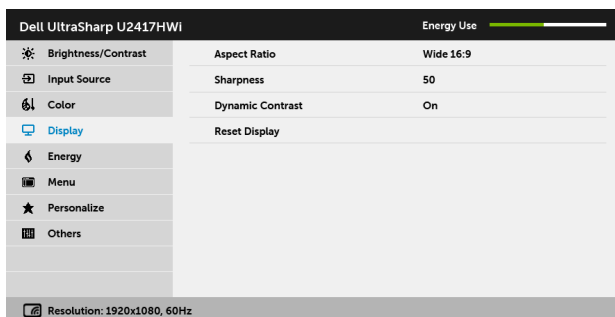 Dell UltraSharp U2417HWi
Energy Use
Brightness/Contrast
Aspect Ratio Wide 16:9
Input Source
Sharpness 50
Color
Dynamic Contrast On
Display
Reset Display
Energy
Menu
Personalize
Others
Resolution: 1920x1080, 60Hz